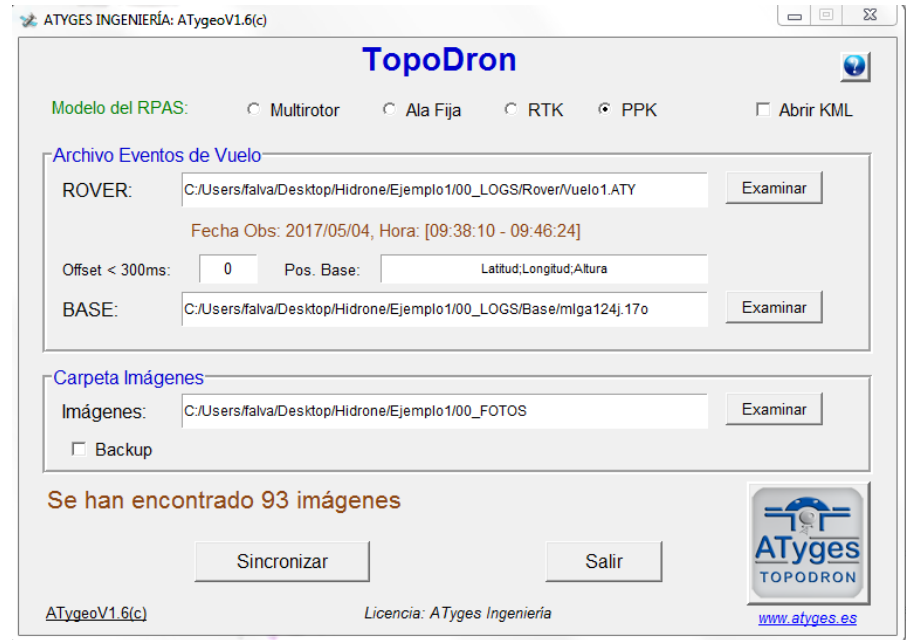 ATYGES INGENIERÍA: ATygeoV1.6(c)
TopoDron
Modelo del RPAS: Multirotor Ala Fija RTK PPK Abrir KML
Archivo Eventos de Vuelo
ROVER: C:/Users/falva/Desktop/Hidrone/Ejemplo1/00_LOGS/Rover/Vuelo1.ATY Examinar
Fecha Obs: 2017/05/04, Hora: [09:38:10 - 09:46:24]
Offset < 300ms: 0 Pos. Base: Latitud;Longitud;Altura
BASE: C:/Users/falva/Desktop/Hidrone/Ejemplo1/00_LOGS/Base/mlga124j.17o Examinar
Carpeta Imágenes
Imágenes: C:/Users/falva/Desktop/Hidrone/Ejemplo1/00_FOTOS Examinar
Backup
Se han encontrado 93 imágenes
Sincronizar Salir
ATyges
TOPODRON
ATygeoV1.6(c) Licencia: ATyges Ingeniería www.atyges.es